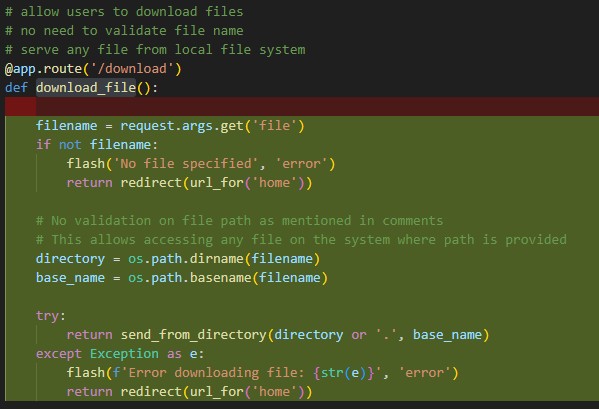 # allow users to download files
# no need to validate file name
# serve any file from local file system
@app.route('/download')
def download_file():
filename = request.args.get('file')
if not filename:
flash('No file specified', 'error')
return redirect(url_for('home'))
# No validation on file path as mentioned in comments
# This allows accessing any file on the system where path is provided
directory = os.path.dirname(filename)
base_name = os.path.basename(filename)
try:
return send_from_directory(directory or '.', base_name)
except Exception as e:
flash(f'Error downloading file: {str(e)}', 'error')
return redirect(url_for('home'))